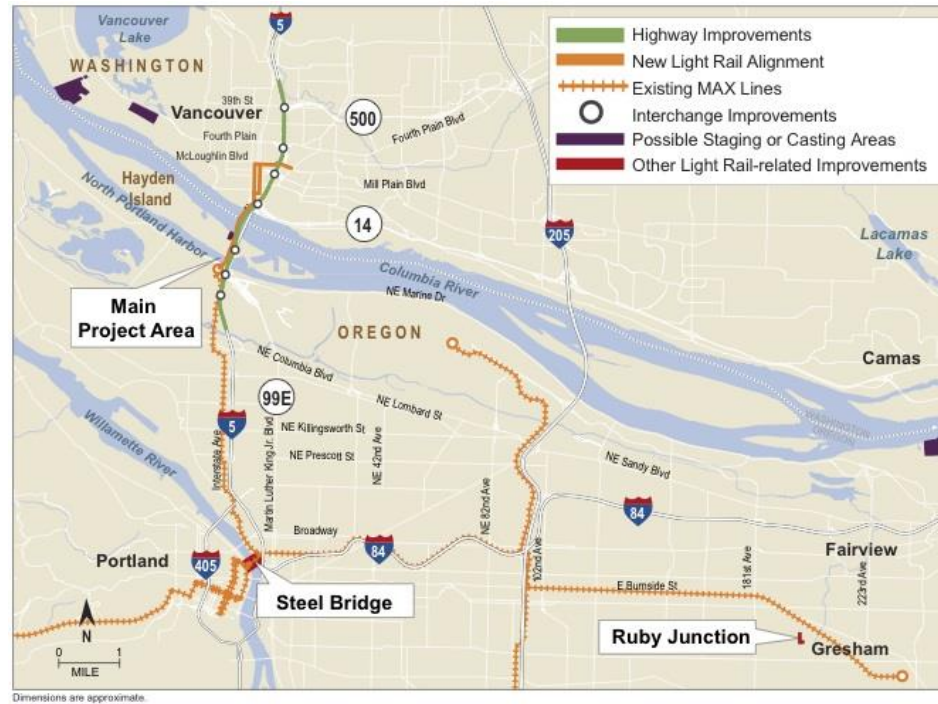 Vancouver
Lake
WASHINGTON
5
39th St
Vancouver
500
Fourth Plain
Fourth Plain Blvd
McLoughlin Blvd
Hayden
Island
Mill Plain Blvd
North Portland Harbor
14
205
Lacamas
Lake
Columbia River
NE Marine Dr
Main
Project Area
OREGON
Camas
NE Columbia Blvd
99E
NE Lombard St
5
NE Killingsworth St
NE Prescott St
Willamette River
Interstate Ave
Martin Luther King Jr. Blvd
NE 42nd Ave
NE 82nd Ave
NE Sandy Blvd
WASHINGTON
84
Broadway
84
Portland
405
102nd Ave
181st Ave
Fairview
223rd Ave
E Burnside St
Steel Bridge
Ruby Junction
Gresham
N
0 1
MILE
Highway Improvements
New Light Rail Alignment
Existing MAX Lines
Interchange Improvements
Possible Staging or Casting Areas
Other Light Rail-related Improvements
Dimensions are approximate.